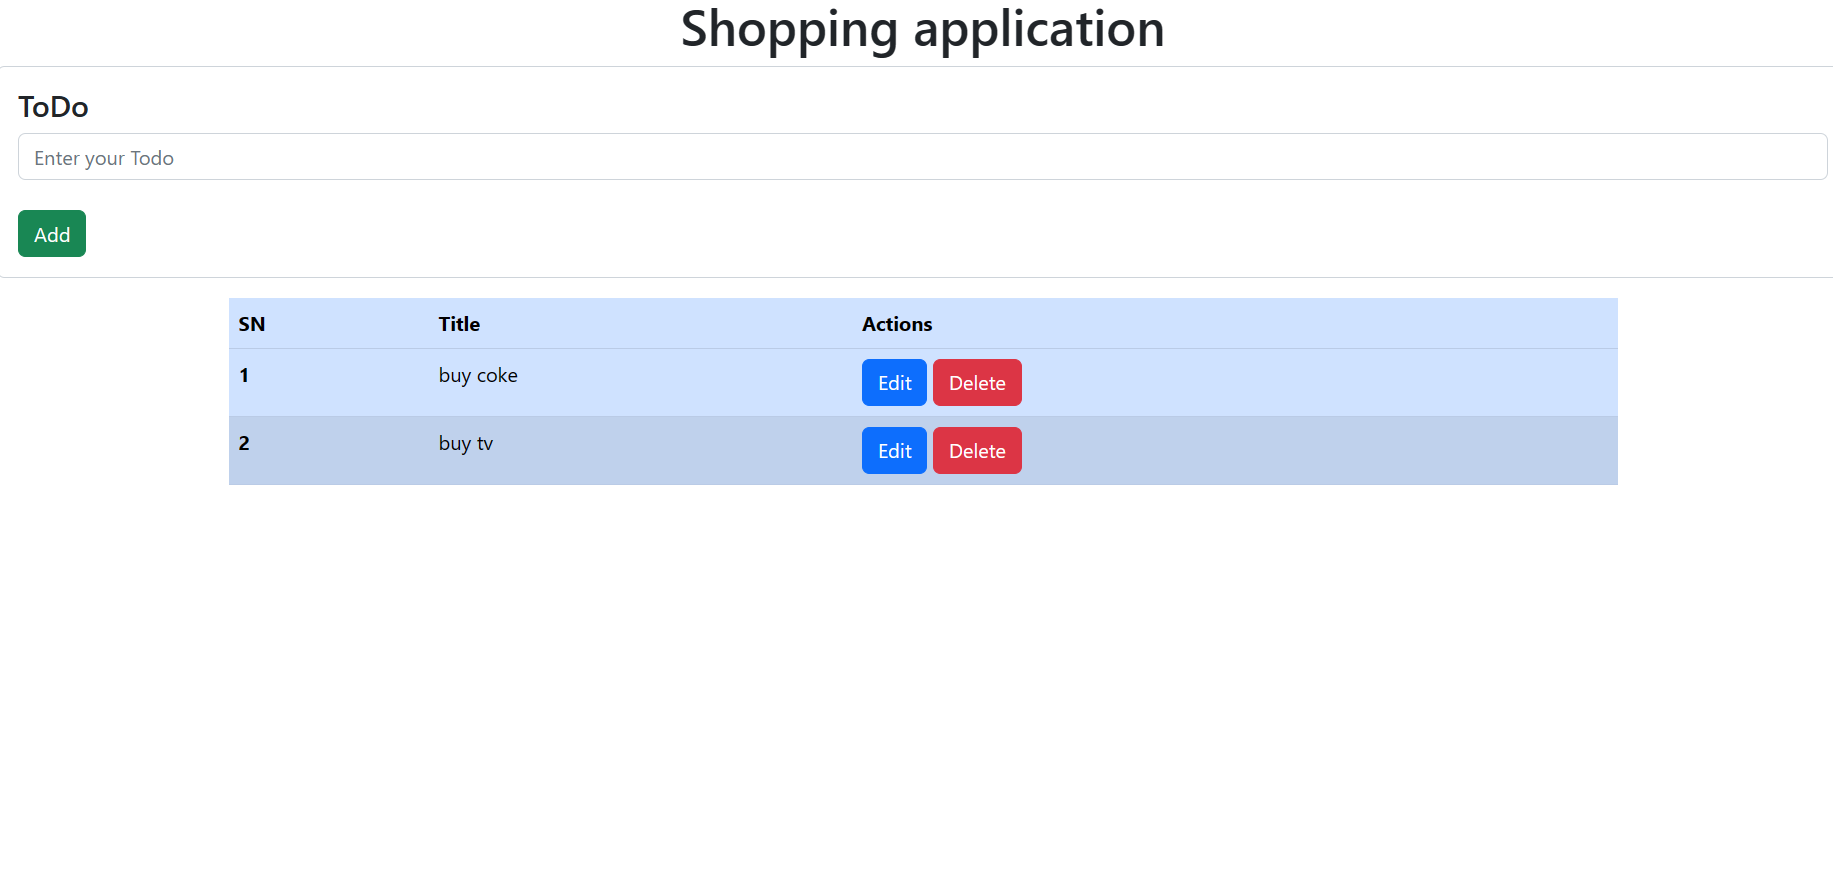 Shopping application
ToDo
Enter your Todo
Add
SN Title Actions
1 buy coke Edit Delete
2 buy tv Edit Delete